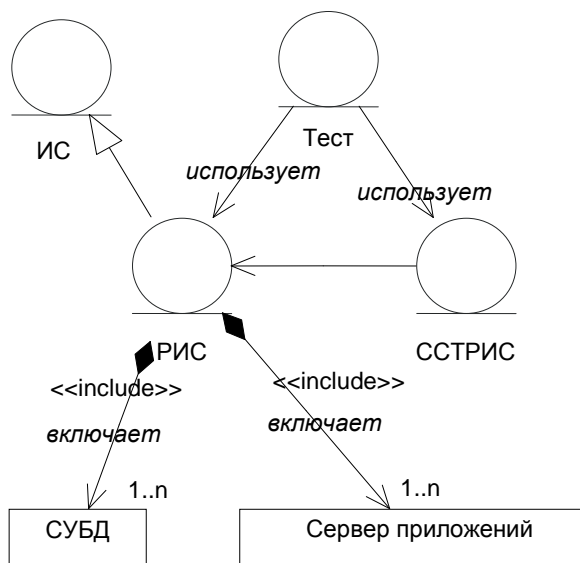 ИС
Тест
использует
использует
РИС
ССТРИС
<<include>>
<<include>>
включает
включает
1..n
1..n
СУБД
Сервер приложений